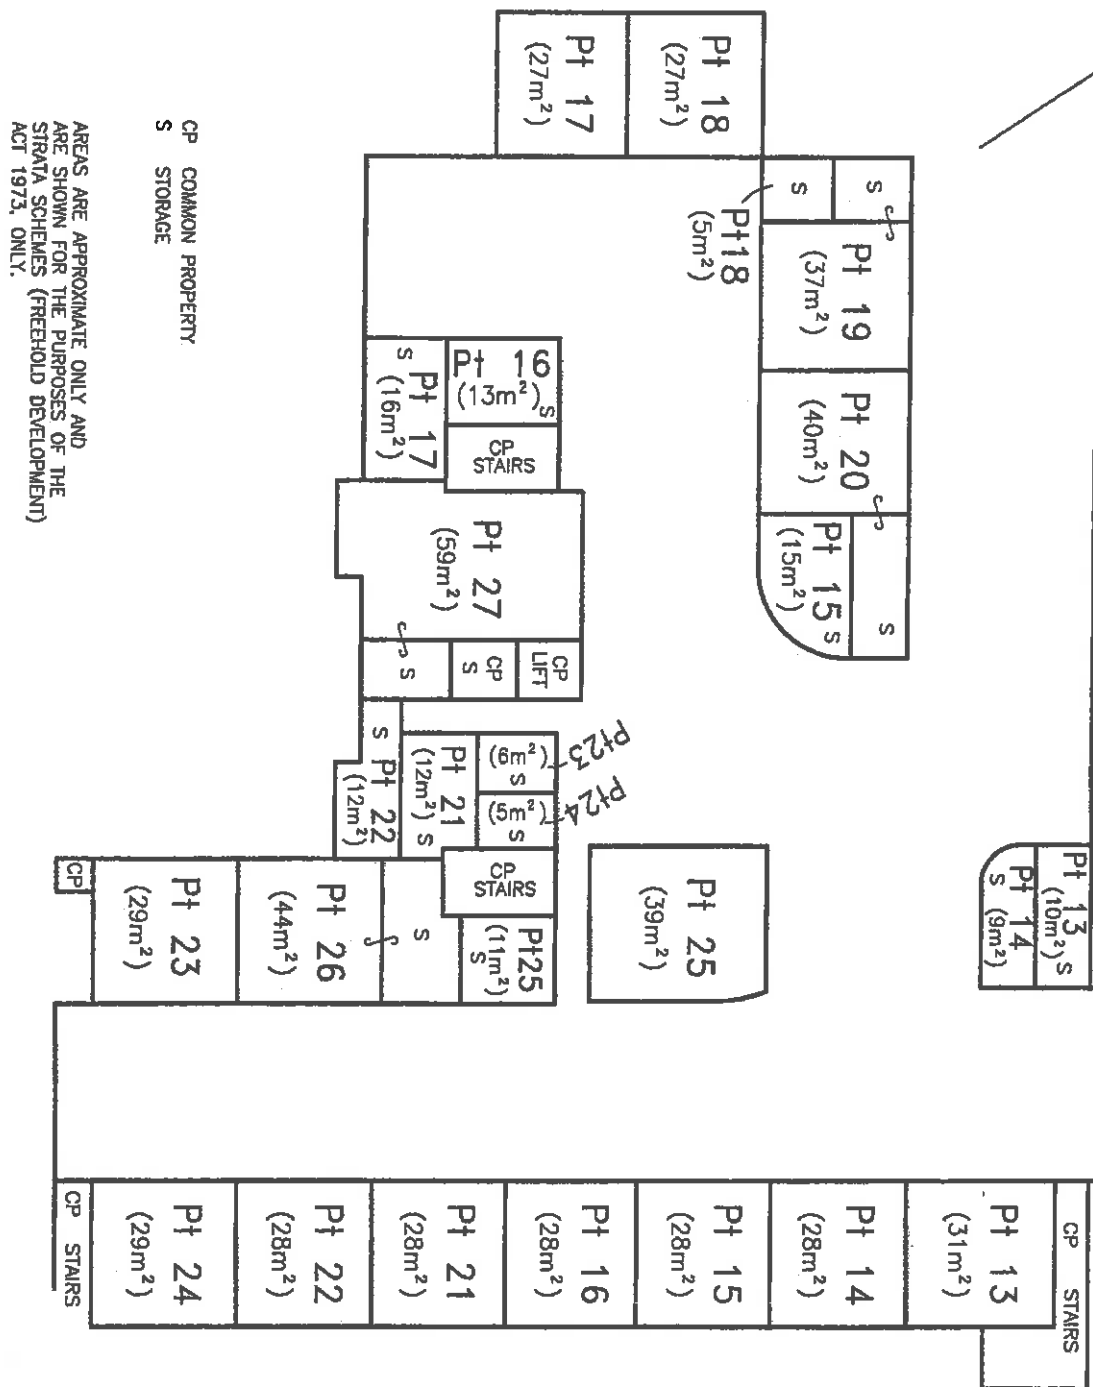 Pt 17
(27m²)
Pt 18
(27m²)
S
S
Pt18
(5m²)
Pt 19
(37m²)
Pt 20
(40m²)
Pt 15
(15m²)
S
S
CP COMMON PROPERTY
S STORAGE
AREAS ARE APPROXIMATE ONLY AND
ARE SHOWN FOR THE PURPOSES OF THE
STRATA SCHEMES (FREEHOLD DEVELOPMENT)
ACT 1973, ONLY.
S
Pt 17
(16m²)
Pt 16
(13m²)
S
CP
STAIRS
Pt 27
(59m²)
S
CP
S
CP
LIFT
S
Pt 22
(12m²)
Pt 21
(12m²)
S
Pt23
(6m²)
S
Pt24
(5m²)
S
CP
STAIRS
CP
Pt 23
(29m²)
Pt 26
(44m²)
S
Pt25
(11m²)
S
Pt 25
(39m²)
Pt 13
(10m²)
S
Pt 14
(9m²)
S
CP STAIRS
Pt 24
(29m²)
Pt 22
(28m²)
Pt 21
(28m²)
Pt 16
(28m²)
Pt 15
(28m²)
Pt 14
(28m²)
Pt 13
(31m²)
CP STAIRS